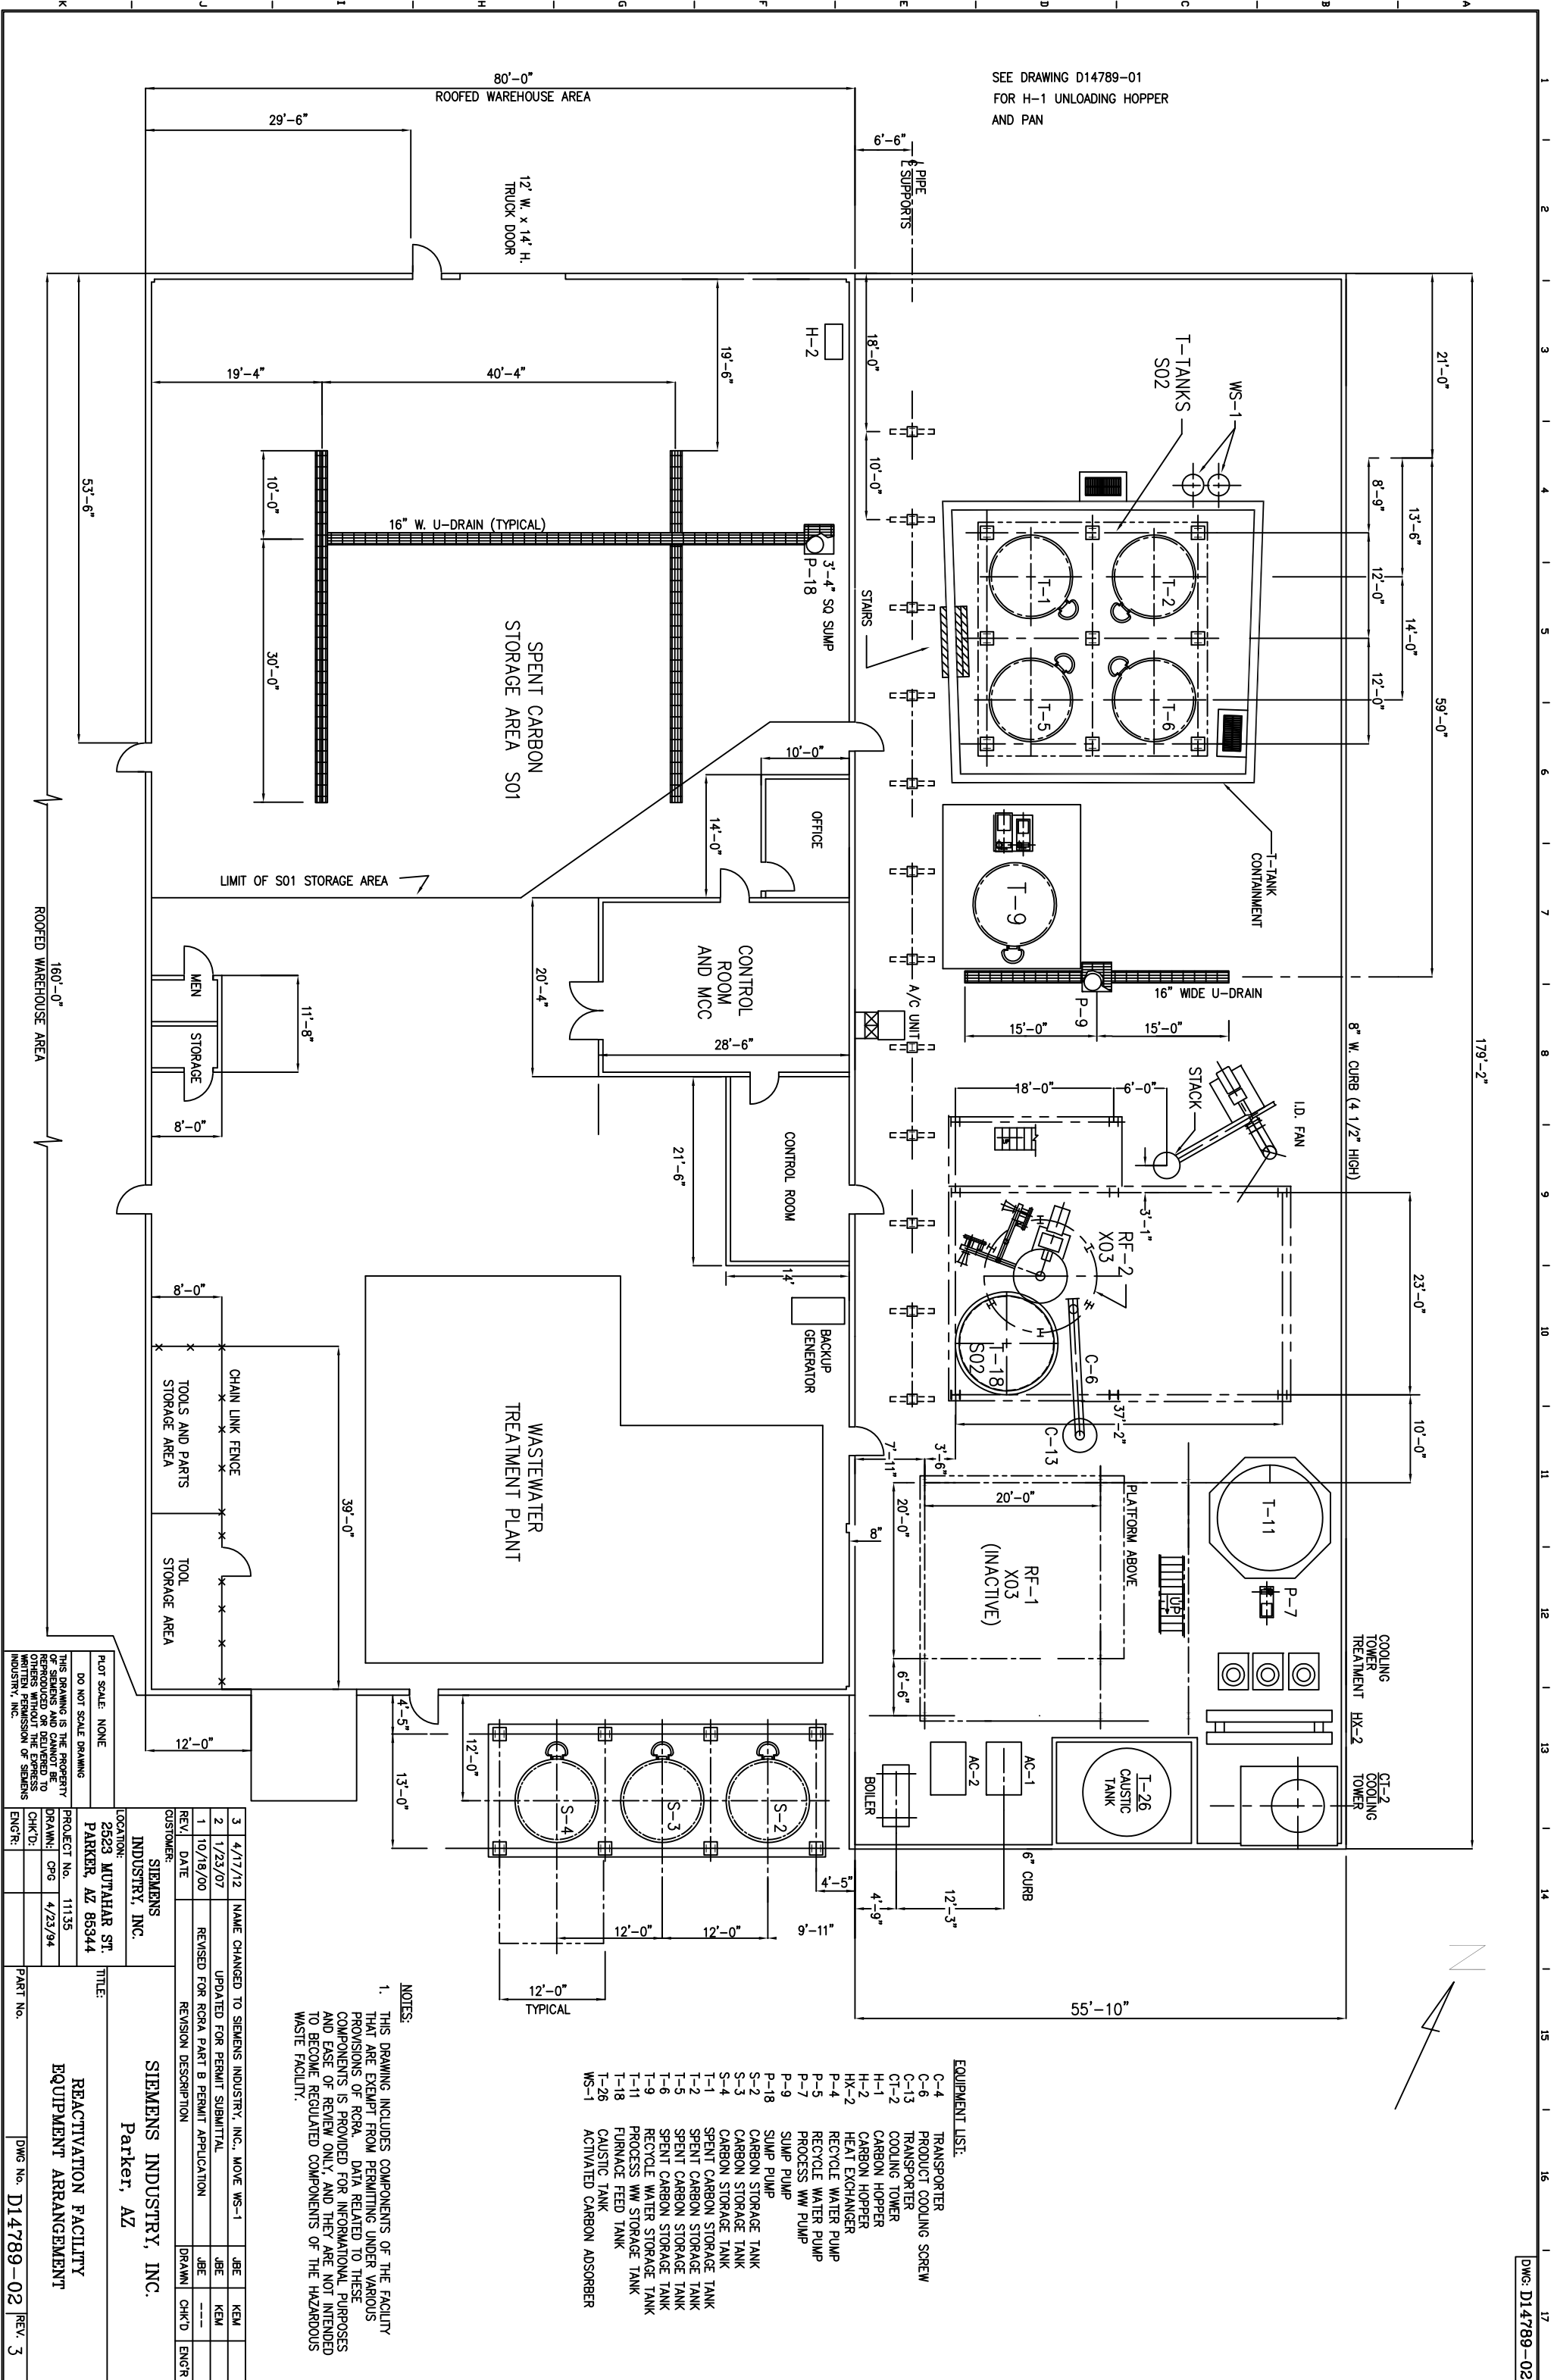 DWG: D14789-02
SEE DRAWING D14789-01
FOR H-1 UNLOADING HOPPER
AND PAN
80'-0"
ROOFED WAREHOUSE AREA
29'-6"
6'-6"
PIPE
SUPPORTS
12' W. x 14' H.
TRUCK DOOR
179'-2"
21'-0"
59'-0"
13'-6"
14'-0"
8'-9"
12'-0"
12'-0"
18'-0"
10'-0"
T-TANKS
S02
WS-1
T-1
T-2
T-5
T-6
STAIRS
T-TANK
CONTAINMENT
H-2
19'-6"
19'-4"
40'-4"
53'-6"
10'-0"
30'-0"
16" W. U-DRAIN (TYPICAL)
3'-4" SQ SUMP
P-18
SPENT CARBON
STORAGE AREA S01
LIMIT OF S01 STORAGE AREA
10'-0"
OFFICE
14'-0"
T-9
16" WIDE U-DRAIN
P-9
15'-0"
15'-0"
A/C UNIT
CONTROL
ROOM
AND MCC
20'-4"
28'-6"
MEN
STORAGE
11'-8"
8'-0"
160'-0"
ROOFED WAREHOUSE AREA
8" W. CURB (4 1/2" HIGH)
STACK
I.D. FAN
18'-0"
6'-0"
3'-1"
RF-2
X03
23'-0"
10'-0"
37'-2"
T-18
S02
C-6
C-13
CONTROL ROOM
21'-6"
14'
BACKUP
GENERATOR
WASTEWATER
TREATMENT PLANT
8'-0"
CHAIN LINK FENCE
TOOLS AND PARTS
STORAGE AREA
TOOL
STORAGE AREA
39'-0"
12'-0"
7'-11"
3'-6"
8"
20'-0"
20'-0"
6'-6"
PLATFORM ABOVE
RF-1
X03
(INACTIVE)
UP
T-11
P-7
COOLING
TOWER
TREATMENT
HX-2
CT-2
COOLING
TOWER
T-26
CAUSTIC
TANK
AC-1
AC-2
BOILER
6" CURB
4'-9"
12'-3"
4'-5"
12'-0"
13'-0"
S-2
S-3
S-4
4'-5"
9'-11"
12'-0"
12'-0"
12'-0"
TYPICAL
55'-10"
N
EQUIPMENT LIST:
C-4 TRANSPORTER
C-6 PRODUCT COOLING SCREW
C-13 TRANSPORTER
CT-2 COOLING TOWER
H-1 CARBON HOPPER
H-2 CARBON HOPPER
HX-2 HEAT EXCHANGER
P-4 RECYCLE WATER PUMP
P-5 RECYCLE WATER PUMP
P-7 PROCESS WW PUMP
P-9 SUMP PUMP
P-18 SUMP PUMP
S-2 CARBON STORAGE TANK
S-3 CARBON STORAGE TANK
S-4 CARBON STORAGE TANK
T-1 SPENT CARBON STORAGE TANK
T-2 SPENT CARBON STORAGE TANK
T-5 SPENT CARBON STORAGE TANK
T-6 SPENT CARBON STORAGE TANK
T-9 RECYCLE WATER STORAGE TANK
T-11 PROCESS WW STORAGE TANK
T-18 FURNACE FEED TANK
T-26 CAUSTIC TANK
WS-1 ACTIVATED CARBON ADSORBER
NOTES:
1. THIS DRAWING INCLUDES COMPONENTS OF THE FACILITY
THAT ARE EXEMPT FROM PERMITTING UNDER VARIOUS
PROVISIONS OF RCRA. DATA RELATED TO THESE
COMPONENTS IS PROVIDED FOR INFORMATIONAL PURPOSES
AND EASE OF REVIEW ONLY, AND THEY ARE NOT INTENDED
TO BECOME REGULATED COMPONENTS OF THE HAZARDOUS
WASTE FACILITY.
3 4/17/12 NAME CHANGED TO SIEMENS INDUSTRY, INC., MOVE WS-1 JBE KEM
2 1/23/07 UPDATED FOR PERMIT SUBMITTAL JBE KEM
1 10/18/00 REVISED FOR RCRA PART B PERMIT APPLICATION JBE ---
REV. DATE REVISION DESCRIPTION DRAWN CHK'D ENG'R
CUSTOMER:
SIEMENS
INDUSTRY, INC.
LOCATION:
2523 MUTAHAR ST.
PARKER, AZ 85344
PROJECT No. 11135
DRAWN: CPG 4/23/94
CHK'D:
ENG'R:
SIEMENS INDUSTRY, INC.
Parker, AZ
TITLE:
REACTIVATION FACILITY
EQUIPMENT ARRANGEMENT
PART No.
DWG No. D14789-02 REV. 3
PLOT SCALE: NONE
DO NOT SCALE DRAWING
THIS DRAWING IS THE PROPERTY
OF SIEMENS AND CANNOT BE
REPRODUCED OR DELIVERED TO
OTHERS WITHOUT THE EXPRESS
WRITTEN PERMISSION OF SIEMENS
INDUSTRY, INC.
A
B
C
D
E
F
G
H
I
J
K
1
2
3
4
5
6
7
8
9
10
11
12
13
14
15
16
17